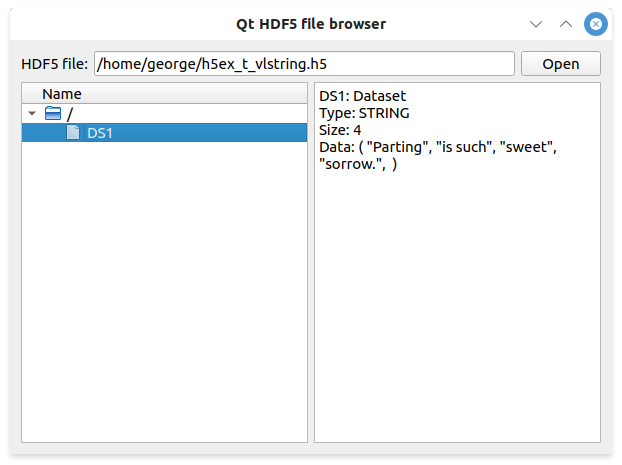 Qt HDF5 file browser
HDF5 file: /home/george/h5ex_t_vlstring.h5 Open
Name
/
DS1
DS1: Dataset
Type: STRING
Size: 4
Data: ( "Parting", "is such", "sweet",
"sorrow.",  )